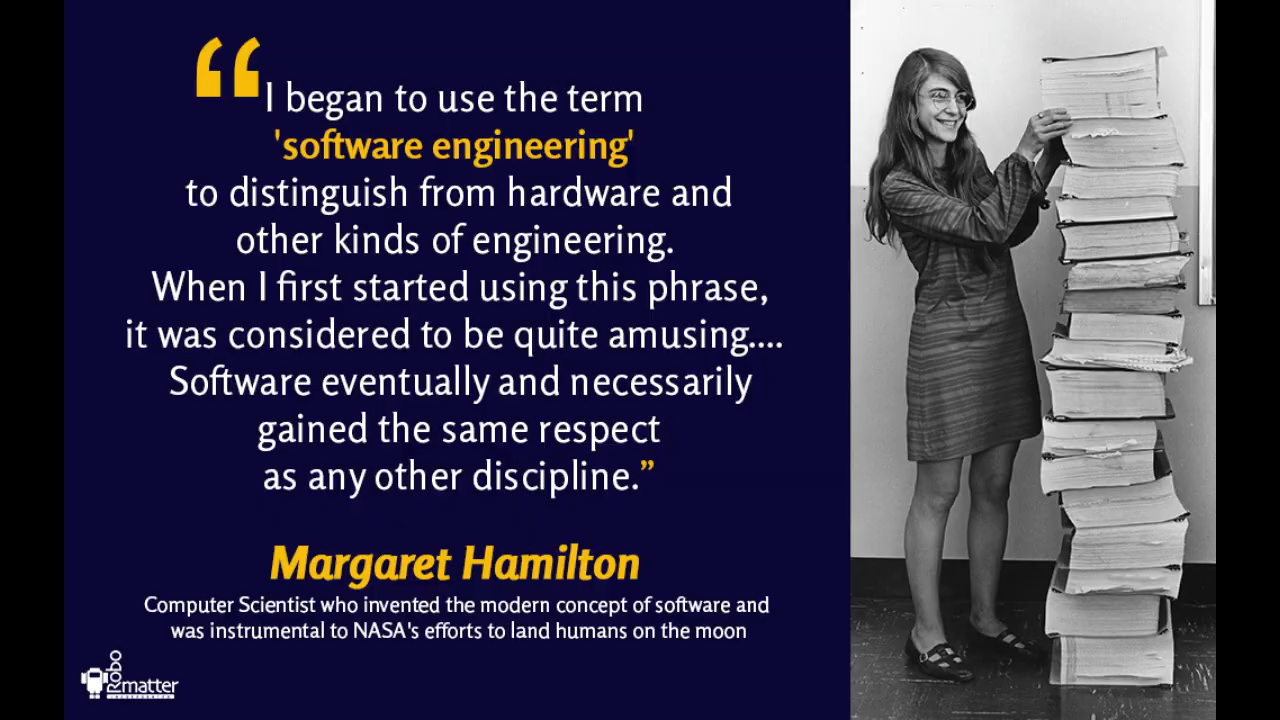 “I began to use the term
'software engineering'
to distinguish from hardware and
other kinds of engineering.
When I first started using this phrase,
it was considered to be quite amusing....
Software eventually and necessarily
gained the same respect
as any other discipline.”
Margaret Hamilton
Computer Scientist who invented the modern concept of software and
was instrumental to NASA's efforts to land humans on the moon
Robo
matter